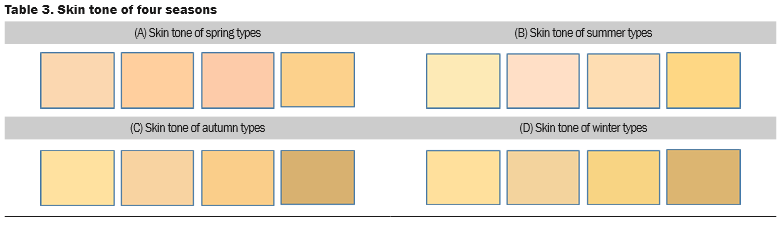 Table 3. Skin tone of four seasons
(A) Skin tone of spring types
(B) Skin tone of summer types
(C) Skin tone of autumn types
(D) Skin tone of winter types